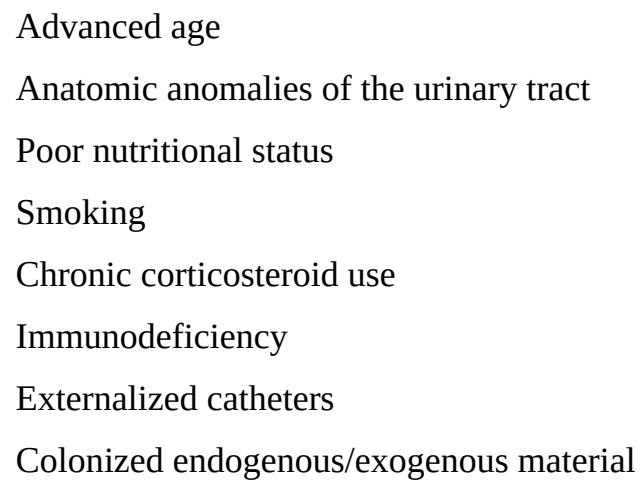 Advanced age
Anatomic anomalies of the urinary tract
Poor nutritional status
Smoking
Chronic corticosteroid use
Immunodeficiency
Externalized catheters
Colonized endogenous/exogenous material